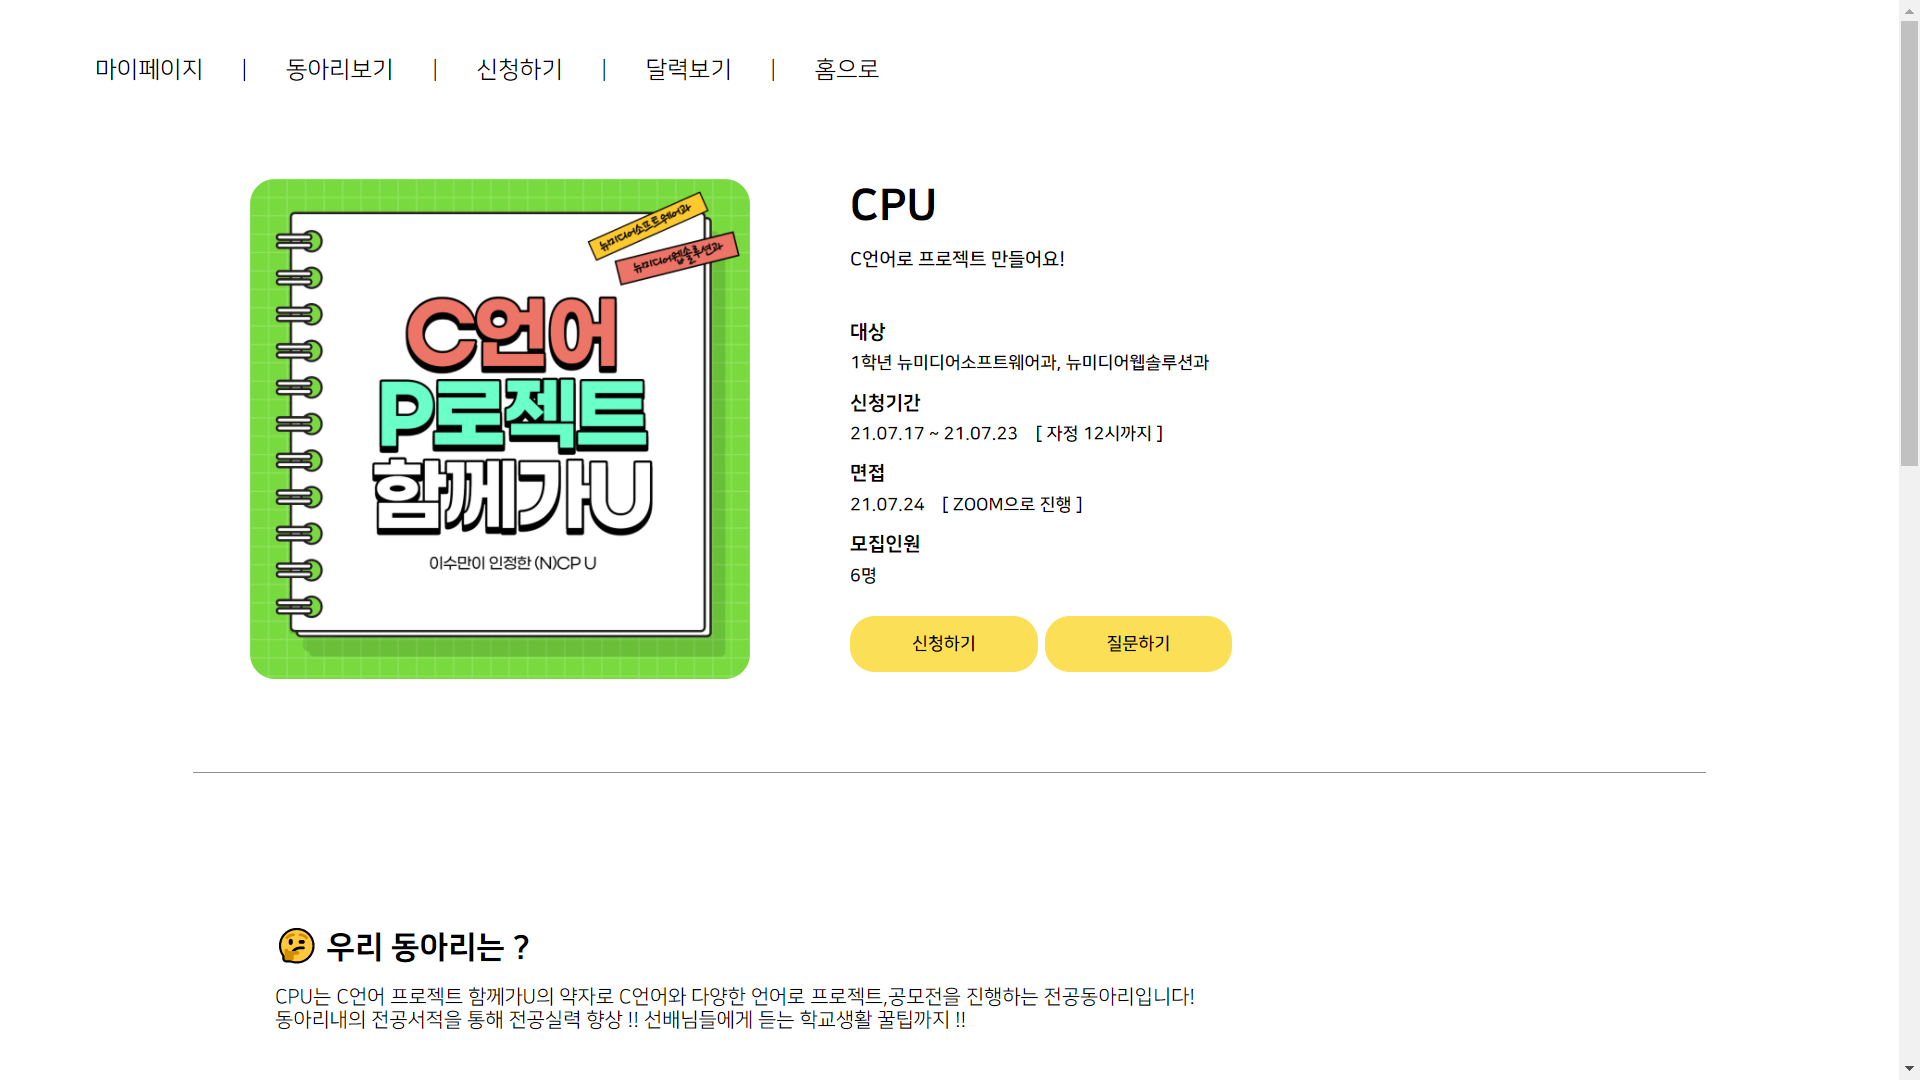 마이페이지 | 동아리보기 | 신청하기 | 달력보기 | 홈으로
뉴미디어소프트웨어과
뉴미디어웹솔루션과
C언어
P로젝트
함께가U
이수만이 인정한 (N)CP U
CPU
C언어로 프로젝트 만들어요!
대상
1학년 뉴미디어소프트웨어과, 뉴미디어웹솔루션과
신청기간
21.07.17 ~ 21.07.23 [ 자정 12시까지 ]
면접
21.07.24 [ ZOOM으로 진행 ]
모집인원
6명
신청하기 질문하기
우리 동아리는 ?
CPU는 C언어 프로젝트 함께가U의 약자로 C언어와 다양한 언어로 프로젝트,공모전을 진행하는 전공동아리입니다!
동아리내의 전공서적을 통해 전공실력 향상 !! 선배님들에게 듣는 학교생활 꿀팁까지 !!